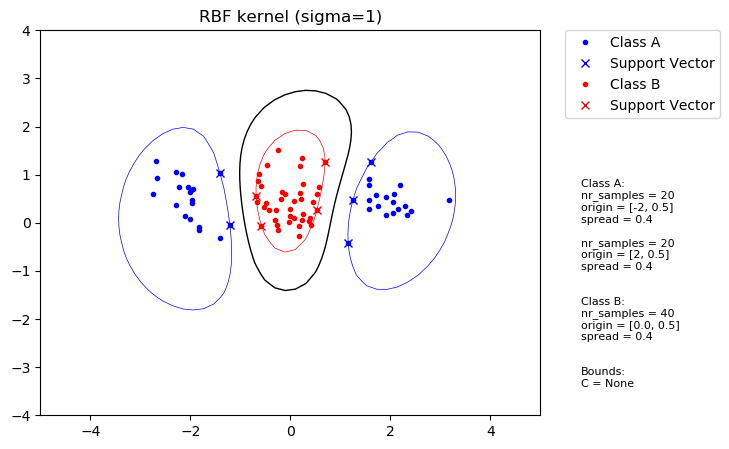 RBF kernel (sigma=1)
4
3
2
1
0
−1
−2
−3
−4
−4
−2
0
2
4
Class A
Support Vector
Class B
Support Vector
Class A:
nr_samples = 20
origin = [-2, 0.5]
spread = 0.4
nr_samples = 20
origin = [2, 0.5]
spread = 0.4
Class B:
nr_samples = 40
origin = [0.0, 0.5]
spread = 0.4
Bounds:
C = None